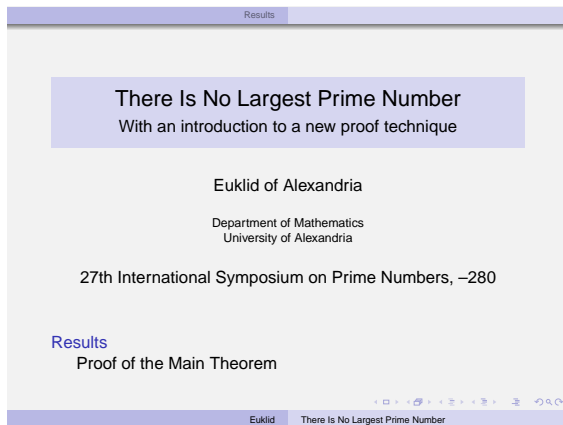 Results
There Is No Largest Prime Number
With an introduction to a new proof technique
Euklid of Alexandria
Department of Mathematics
University of Alexandria
27th International Symposium on Prime Numbers, –280
Results
Proof of the Main Theorem
Euklid There Is No Largest Prime Number